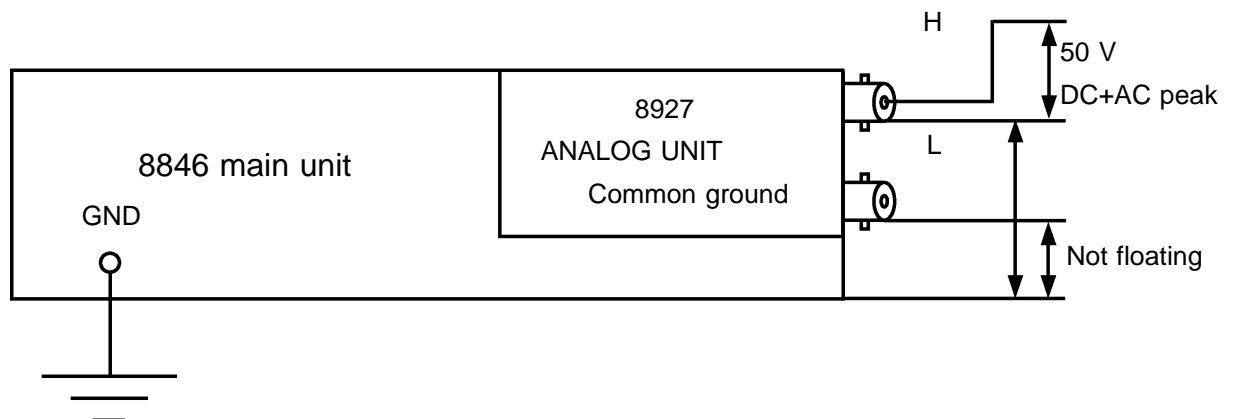 H
50 V
DC+AC peak
8927
ANALOG UNIT
Common ground
L
8846 main unit
GND
Not floating